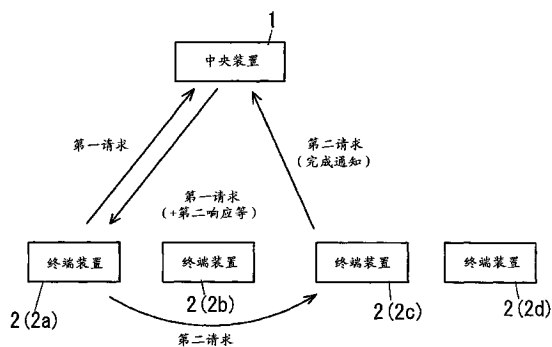 1
中央装置
第一请求
第二请求
(完成通知)
第一请求
(+第二响应等)
终端装置
终端装置
终端装置
终端装置
2(2a)
2(2b)
2(2c)
2(2d)
第二请求